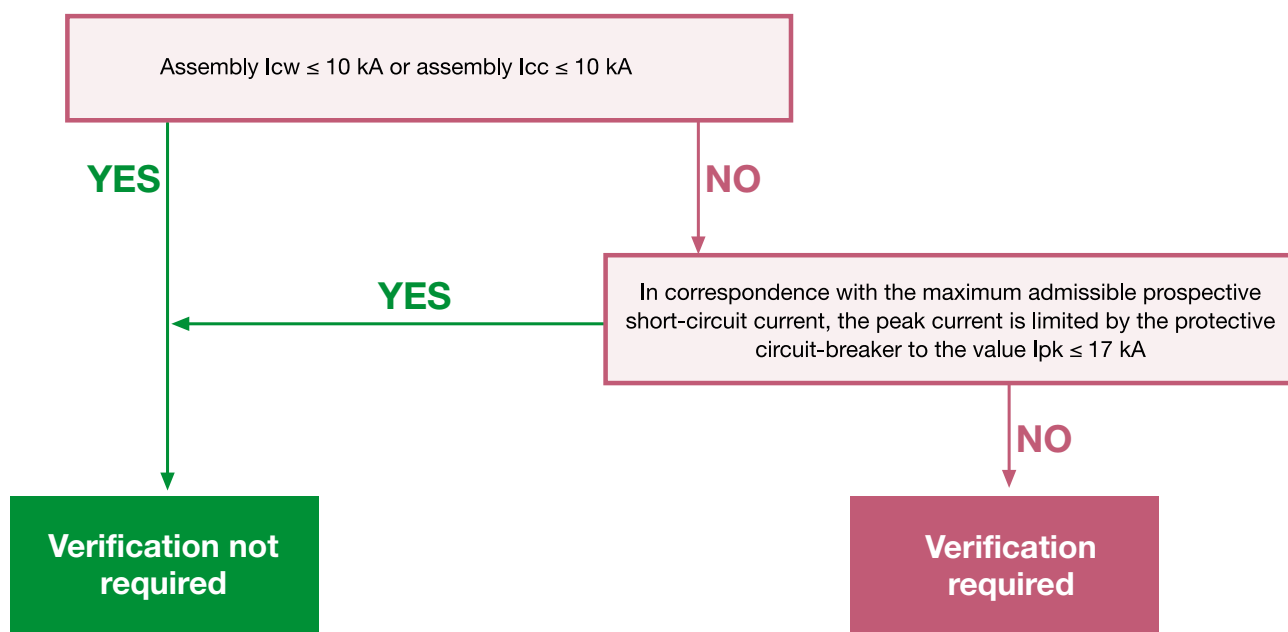 Assembly Icw ≤ 10 kA or assembly Icc ≤ 10 kA
YES
NO
YES
In correspondence with the maximum admissible prospective
short-circuit current, the peak current is limited by the protective
circuit-breaker to the value Ipk ≤ 17 kA
NO
Verification not
required
Verification
required